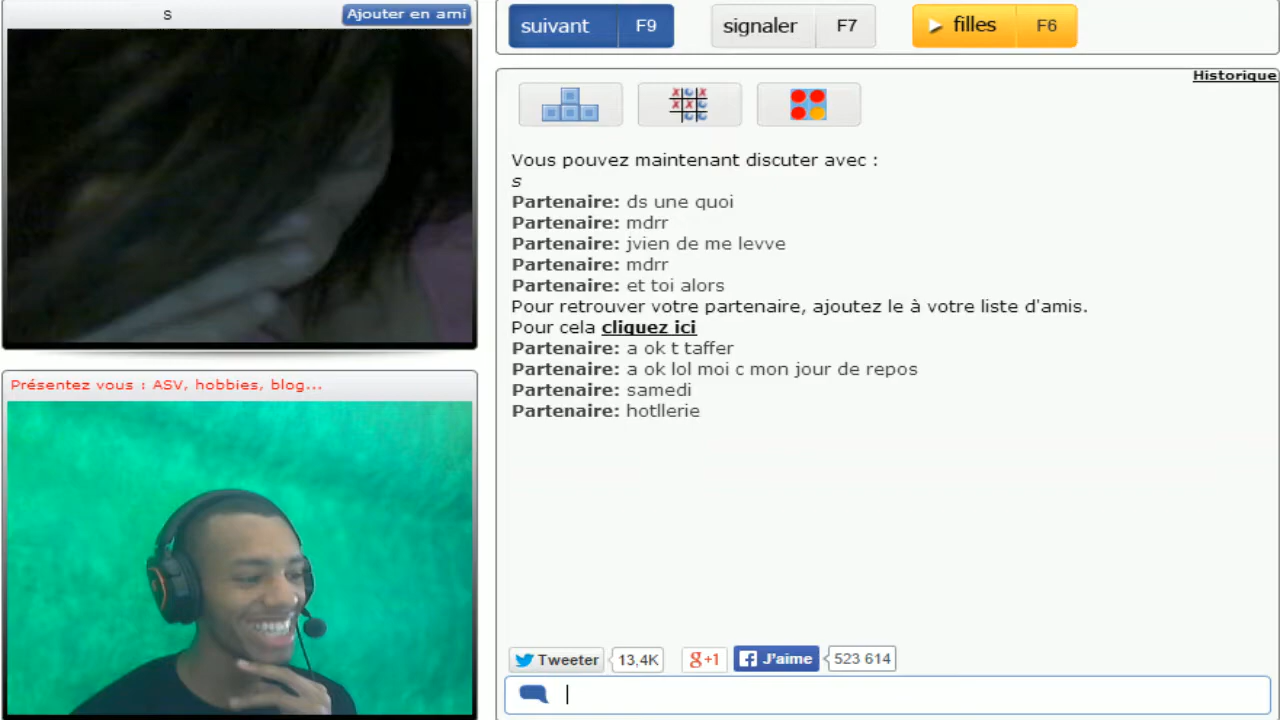 s
Ajouter en ami
suivant F9
signaler F7
filles F6
Historique
Vous pouvez maintenant discuter avec :
s
Partenaire: ds une quoi
Partenaire: mdrr
Partenaire: jvien de me levve
Partenaire: mdrr
Partenaire: et toi alors
Pour retrouver votre partenaire, ajoutez le à votre liste d'amis.
Pour cela cliquez ici
Partenaire: a ok t taffer
Partenaire: a ok lol moi c mon jour de repos
Partenaire: samedi
Partenaire: hotllerie
Présentez vous : ASV, hobbies, blog...
Tweeter 13,4K g+1 J'aime 523 614